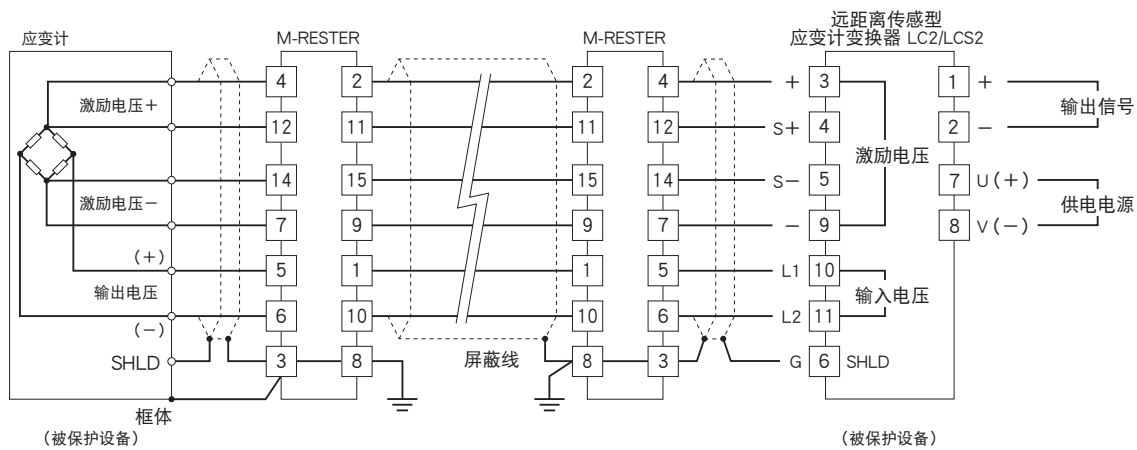 远距离传感型
应变计 M-RESTER M-RESTER 应变计变换器 LC2/LCS2
4 2 2 4 + 3 1 +
激励电压+ 输出信号
12 11 11 12 S+ 4 2 −
激励电压
14 15 15 14 S− 5 7 U(+)
激励电压− 供电电源
7 9 9 7 − 9 8 V(−)
(+) 5 1 1 5 L1 10
输出电压 输入电压
6 10 10 6 L2 11
(−)
SHLD 3 8 屏蔽线 8 3 G 6 SHLD
框体
(被保护设备) (被保护设备)